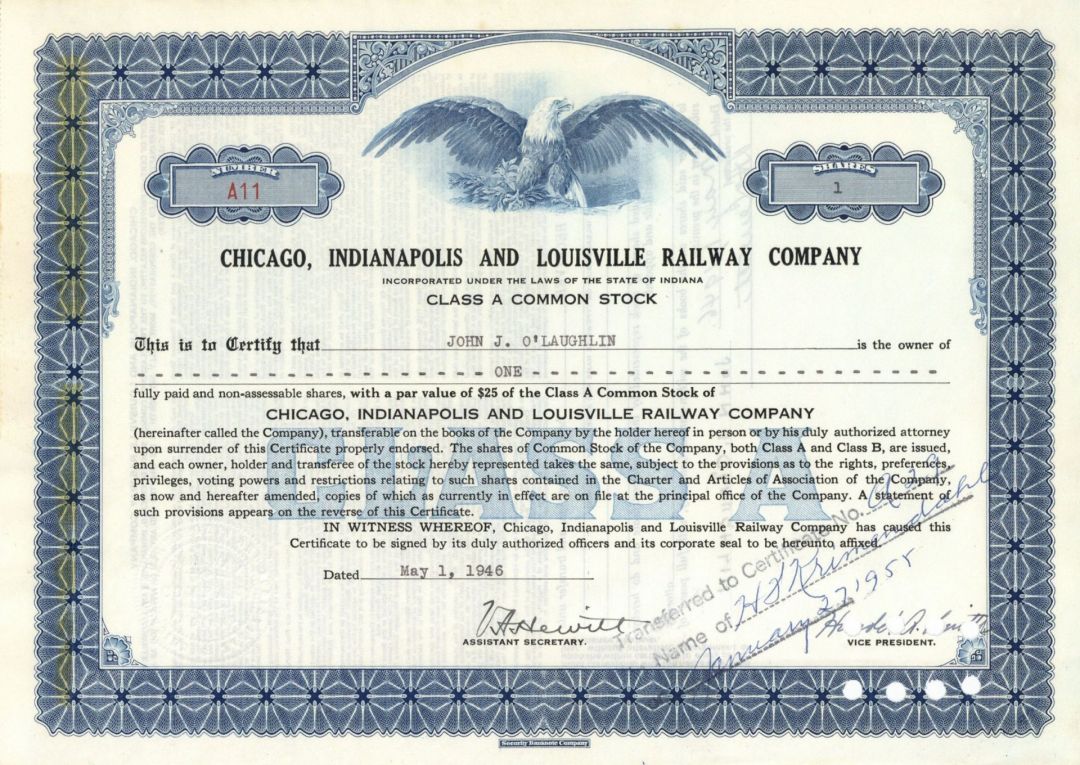 NUMBER
A11
SHARES
1
CHICAGO, INDIANAPOLIS AND LOUISVILLE RAILWAY COMPANY
INCORPORATED UNDER THE LAWS OF THE STATE OF INDIANA
CLASS A COMMON STOCK
This is to Certify that JOHN J. O'LAUGHLIN is the owner of
- - - - - - - - - - - - - - - - - - - ONE - - - - - - - - - - - - - - - - - - - - - -
fully paid and non-assessable shares, with a par value of $25 of the Class A Common Stock of
CHICAGO, INDIANAPOLIS AND LOUISVILLE RAILWAY COMPANY
(hereinafter called the Company), transferable on the books of the Company by the holder hereof in person or by his duly authorized attorney
upon surrender of this Certificate properly endorsed. The shares of Common Stock of the Company, both Class A and Class B, are issued,
and each owner, holder and transferee of the stock hereby represented takes the same, subject to the provisions as to the rights, preferences,
privileges, voting powers and restrictions relating to such shares contained in the Charter and Articles of Association of the Company,
as now and hereafter amended, copies of which as currently in effect are on file at the principal office of the Company. A statement of
such provisions appears on the reverse of this Certificate.
CLASS A
IN WITNESS WHEREOF, Chicago, Indianapolis and Louisville Railway Company has caused this
Certificate to be signed by its duly authorized officers and its corporate seal to be hereunto affixed.
Dated May 1, 1946
Transferred to Certificate No.
Name of H S
January 27 1955
V A Hewitt
ASSISTANT SECRETARY.
VICE PRESIDENT.
Security Banknote Company